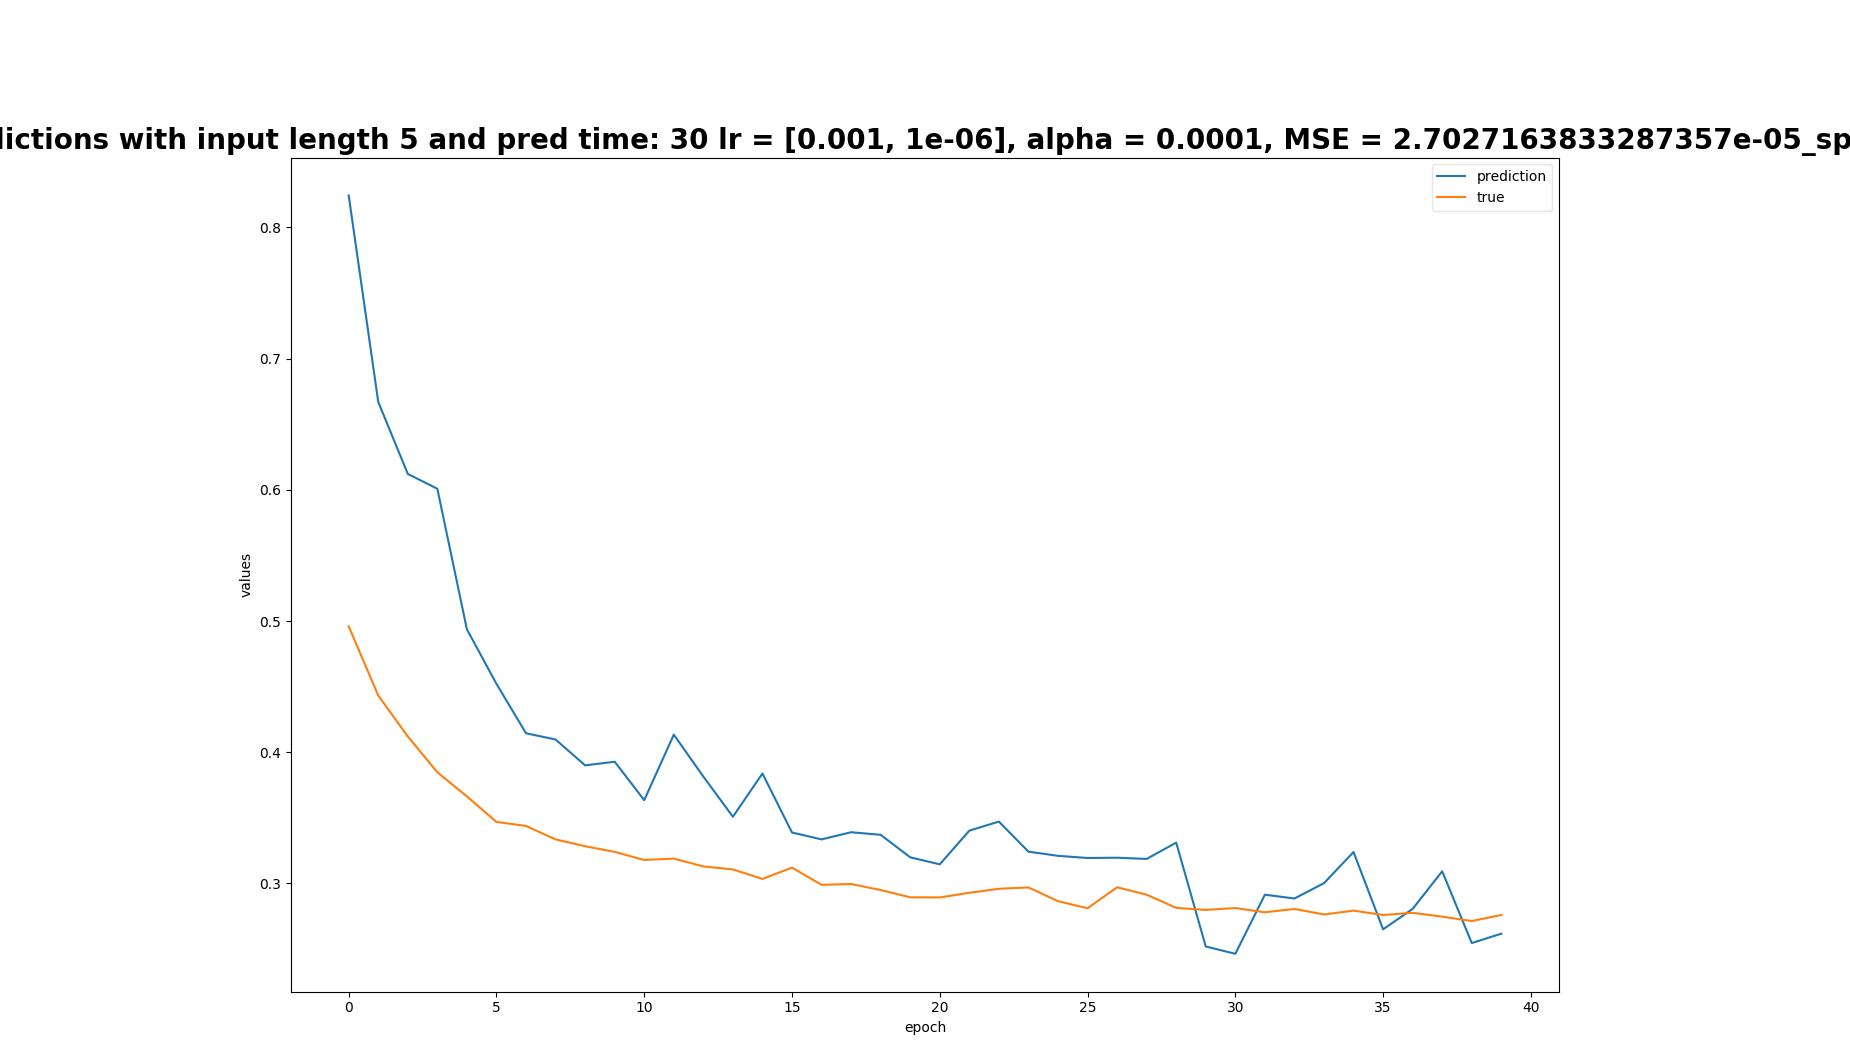 dictions with input length 5 and pred time: 30 lr = [0.001, 1e-06], alpha = 0.0001, MSE = 2.7027163833287357e-05_sp
prediction
true
0.8
0.7
0.6
0.5
0.4
0.3
values
0 5 10 15 20 25 30 35 40
epoch